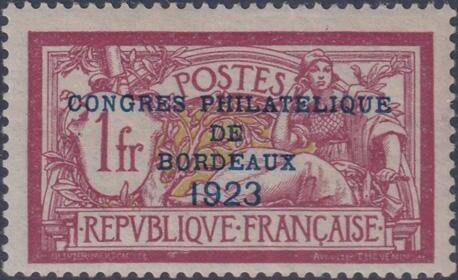 POSTES
CONGRES PHILATELIQUE
DE
BORDEAUX
1923
1fr
·REPVBLIQVE·FRANÇAISE·